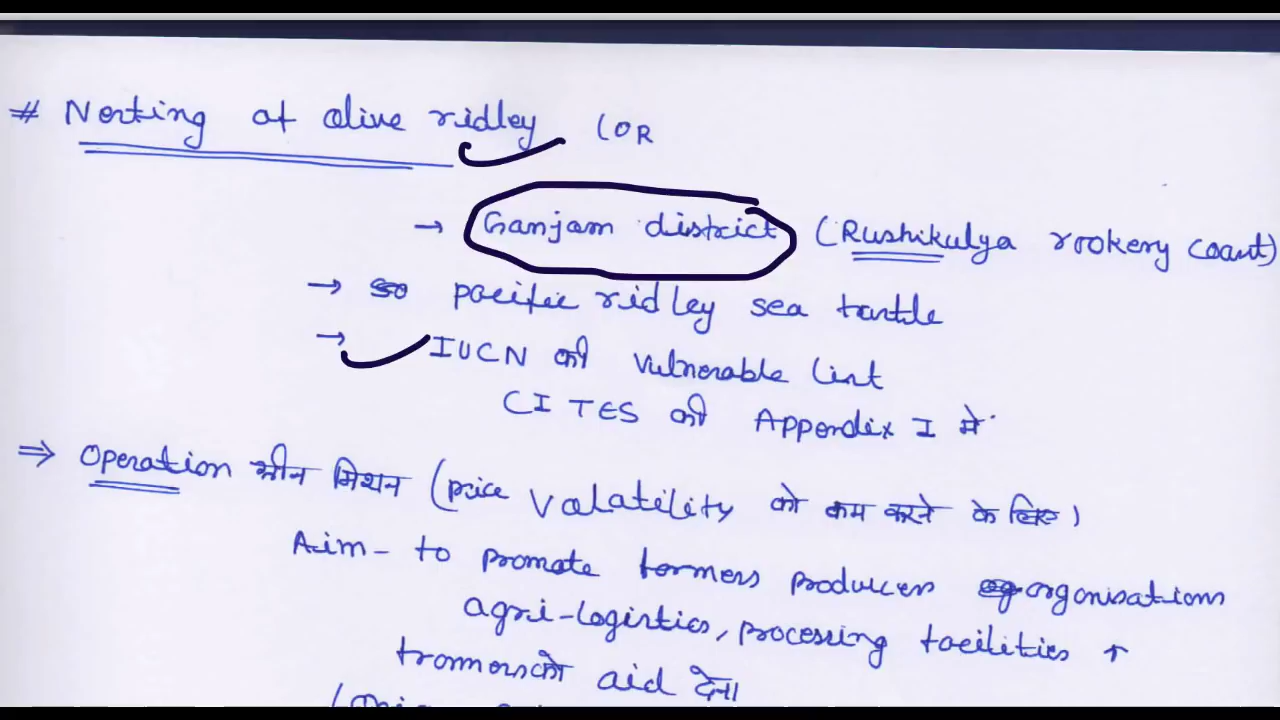 # Nesting of olive ridley (OR
→ Ganjam district (Rushikulya rookery coast)
→ so pacific ridley sea turtle
→ IUCN की vulnerable list
CITES की Appendix I में
⇒ Operation ग्रीन मिशन (price volatility को कम करने के लिए)
Aim - to promote farmers producers organisations
agri-logistics, processing facilities ↑
farmers को aid देना